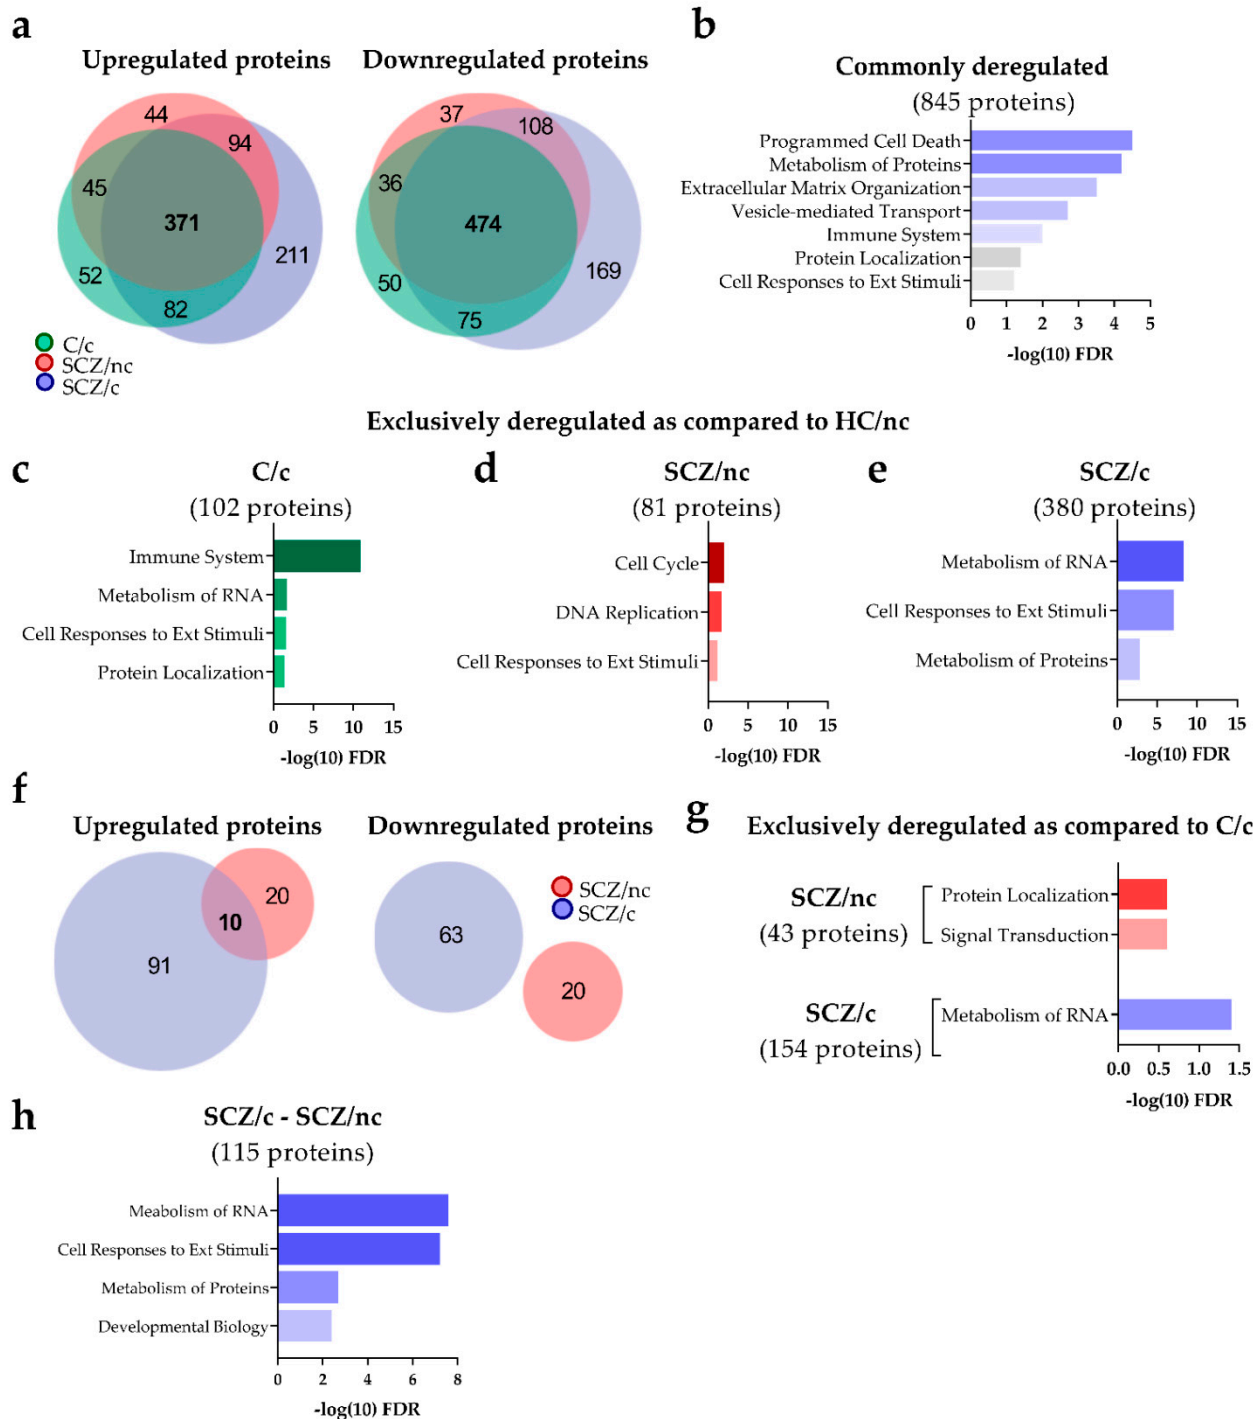 a
Upregulated proteins
Downregulated proteins
44
94
45
371
52
82
211
37
108
36
474
50
75
169
C/c
SCZ/nc
SCZ/c
b
Commonly deregulated
(845 proteins)
Programmed Cell Death
Metabolism of Proteins
Extracellular Matrix Organization
Vesicle-mediated Transport
Immune System
Protein Localization
Cell Responses to Ext Stimuli
0 1 2 3 4 5
-log(10) FDR
Exclusively deregulated as compared to HC/nc
c
C/c
(102 proteins)
Immune System
Metabolism of RNA
Cell Responses to Ext Stimuli
Protein Localization
0 5 10 15
-log(10) FDR
d
SCZ/nc
(81 proteins)
Cell Cycle
DNA Replication
Cell Responses to Ext Stimuli
0 5 10 15
-log(10) FDR
e
SCZ/c
(380 proteins)
Metabolism of RNA
Cell Responses to Ext Stimuli
Metabolism of Proteins
0 5 10 15
-log(10) FDR
f
Upregulated proteins
Downregulated proteins
20
10
91
63
20
SCZ/nc
SCZ/c
g
Exclusively deregulated as compared to C/c
SCZ/nc
(43 proteins)
Protein Localization
Signal Transduction
SCZ/c
(154 proteins)
Metabolism of RNA
0.0 0.5 1.0 1.5
-log(10) FDR
h
SCZ/c - SCZ/nc
(115 proteins)
Meabolism of RNA
Cell Responses to Ext Stimuli
Metabolism of Proteins
Developmental Biology
0 2 4 6 8
-log(10) FDR